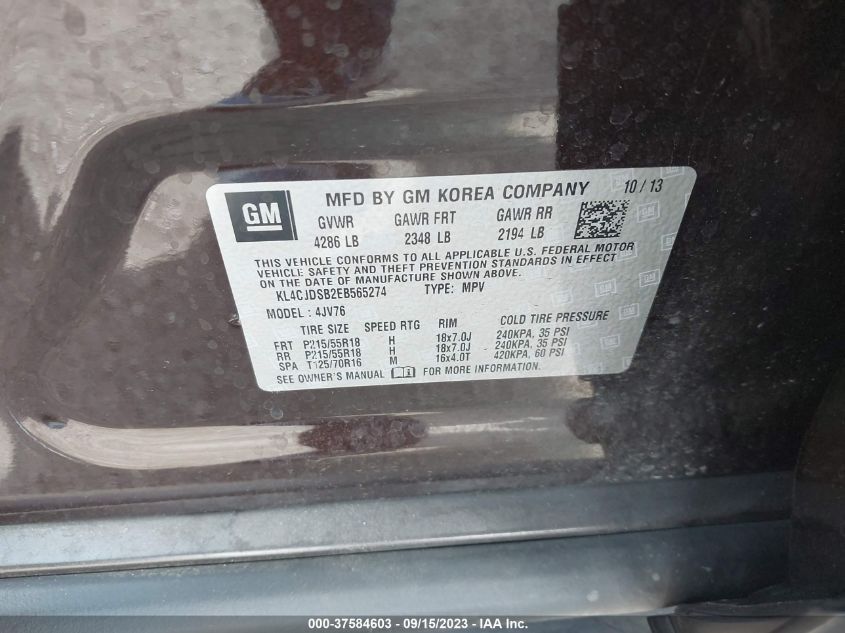 GM
MFD BY GM KOREA COMPANY 10 / 13
GVWR GAWR FRT GAWR RR
4286 LB 2348 LB 2194 LB
THIS VEHICLE CONFORMS TO ALL APPLICABLE U.S. FEDERAL MOTOR
VEHICLE SAFETY AND THEFT PREVENTION STANDARDS IN EFFECT
ON THE DATE OF MANUFACTURE SHOWN ABOVE.
KL4CJDSB2EB565274 TYPE: MPV
MODEL : 4JV76
TIRE SIZE SPEED RTG RIM COLD TIRE PRESSURE
FRT P215/55R18 H 18x7.0J 240KPA, 35 PSI
RR P215/55R18 H 18x7.0J 240KPA, 35 PSI
SPA T125/70R16 M 16x4.0T 420KPA, 60 PSI
SEE OWNER'S MANUAL FOR MORE INFORMATION.
000-37584603 - 09/15/2023 - IAA Inc.